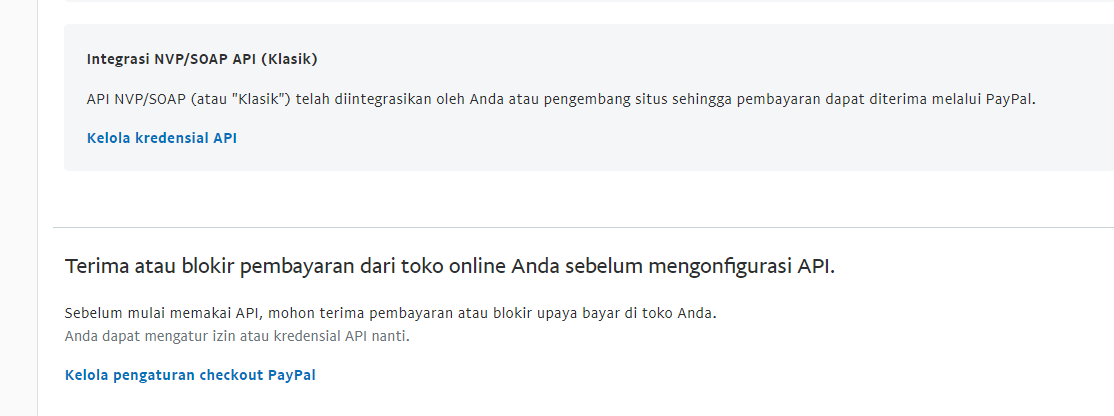 Integrasi NVP/SOAP API (Klasik)
API NVP/SOAP (atau "Klasik") telah diintegrasikan oleh Anda atau pengembang situs sehingga pembayaran dapat diterima melalui PayPal.
Kelola kredensial API
Terima atau blokir pembayaran dari toko online Anda sebelum mengonfigurasi API.
Sebelum mulai memakai API, mohon terima pembayaran atau blokir upaya bayar di toko Anda.
Anda dapat mengatur izin atau kredensial API nanti.
Kelola pengaturan checkout PayPal